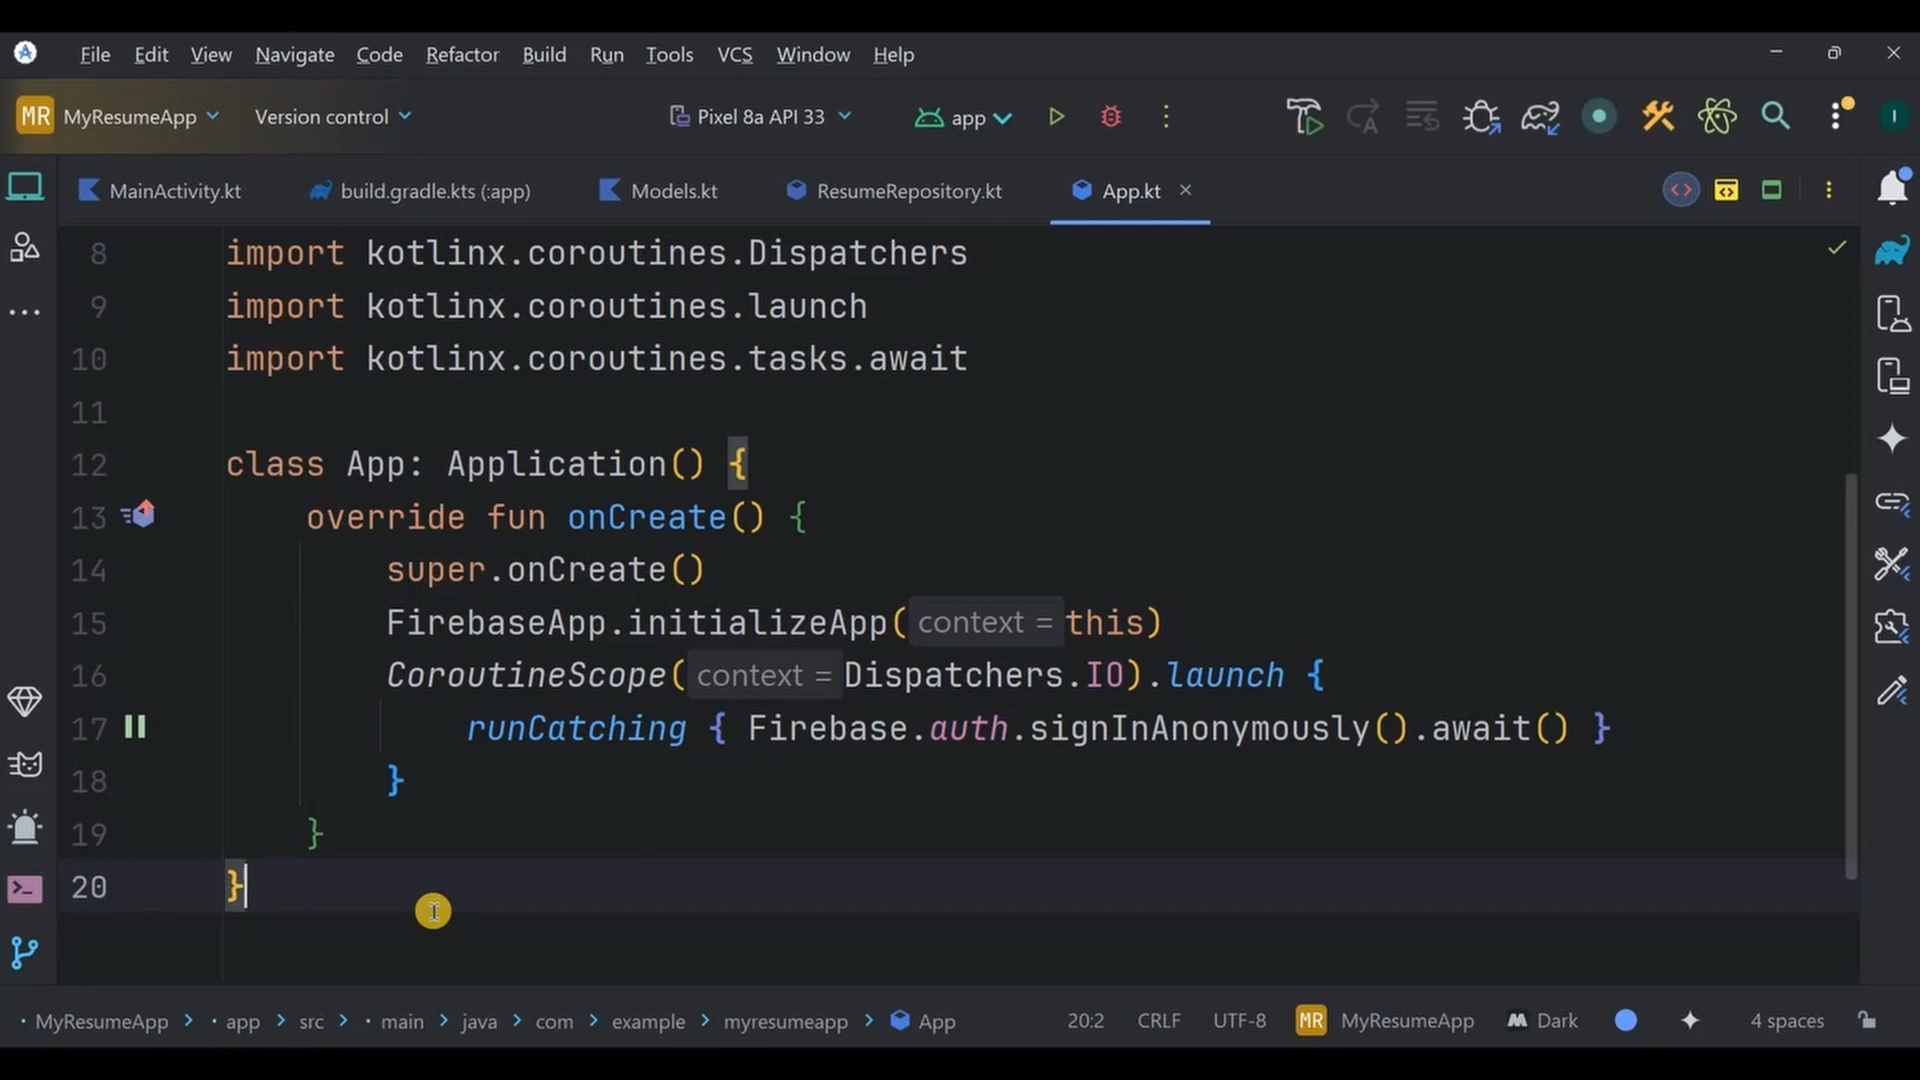 File Edit View Navigate Code Refactor Build Run Tools VCS Window Help
MR MyResumeApp Version control Pixel 8a API 33 app I
MainActivity.kt build.gradle.kts (:app) Models.kt ResumeRepository.kt App.kt
8 import kotlinx.coroutines.Dispatchers
9 import kotlinx.coroutines.launch
10 import kotlinx.coroutines.tasks.await
11
12 class App: Application() {
13 override fun onCreate() {
14 super.onCreate()
15 FirebaseApp.initializeApp( context = this)
16 CoroutineScope( context = Dispatchers.IO).launch {
17 runCatching { Firebase.auth.signInAnonymously().await() }
18 }
19 }
20 }
MyResumeApp > app > src > main > java > com > example > myresumeapp > App 20:2 CRLF UTF-8 MR MyResumeApp Dark 4 spaces